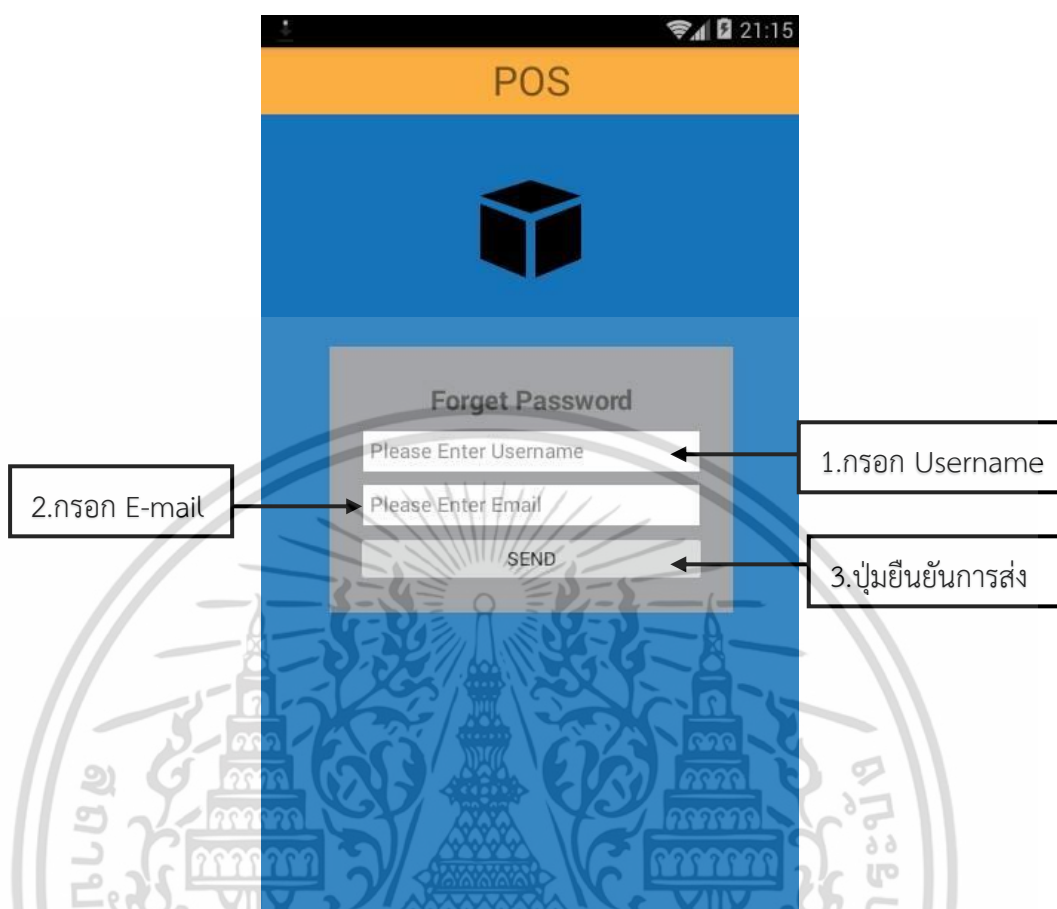 21:15
POS
Forget Password
Please Enter Username
1.กรอก Username
2.กรอก E-mail
Please Enter Email
SEND
3.ปุ่มยืนยันการส่ง